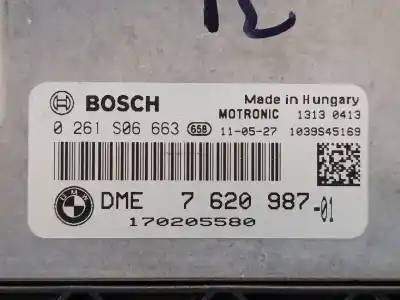 BOSCH
Made in Hungary
MOTRONIC 1313 0413
0 261 S06 663 658 11-05-27 1039S45169
BMW DME 7 620 987-01
170205580